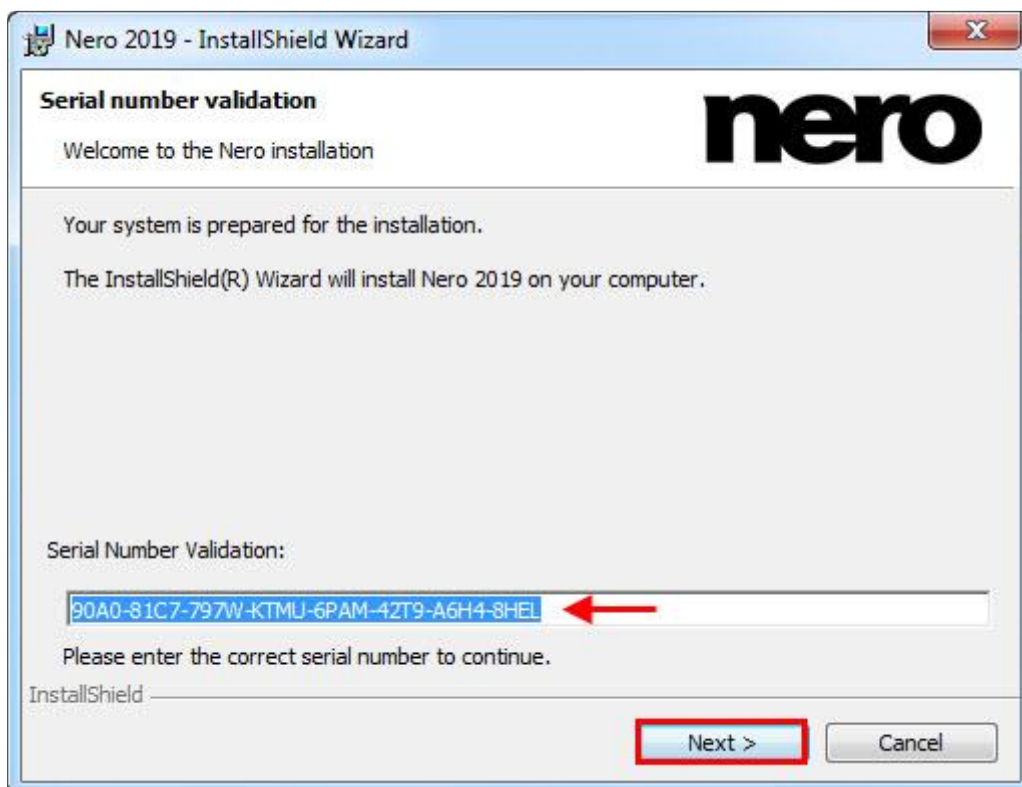 Nero 2019 - InstallShield Wizard
Serial number validation
nero
Welcome to the Nero installation
Your system is prepared for the installation.
The InstallShield(R) Wizard will install Nero 2019 on your computer.
Serial Number Validation:
90A0-81C7-797W-KTMU-6PAM-42T9-A6H4-8HEL
Please enter the correct serial number to continue.
InstallShield
Next >
Cancel